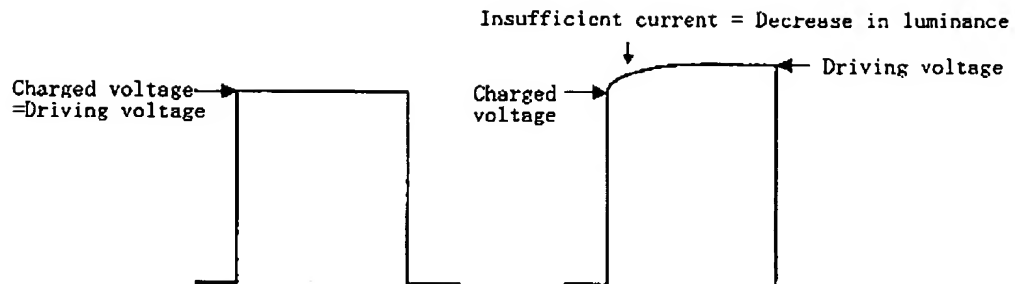 Insufficient current = Decrease in luminance
Charged voltage
=Driving voltage
Charged
voltage
Driving voltage